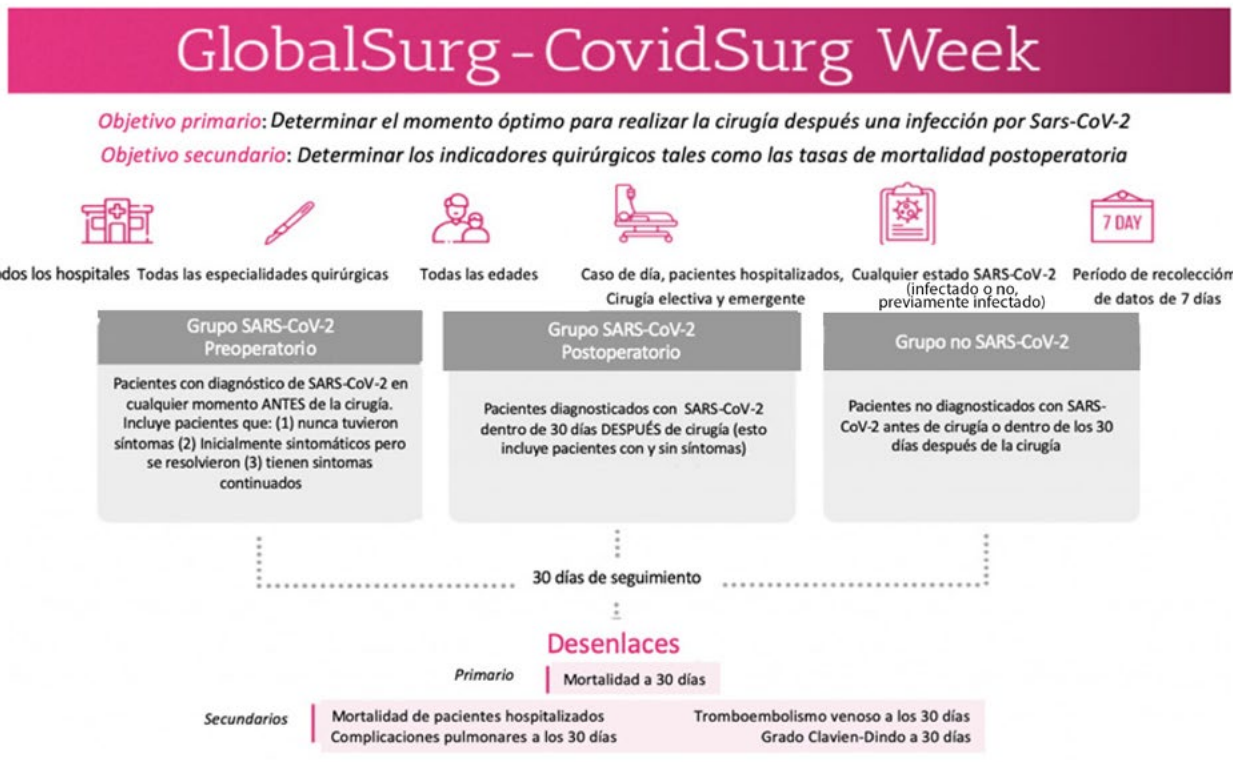 GlobalSurg - CovidSurg Week
Objetivo primario: Determinar el momento óptimo para realizar la cirugía después una infección por Sars-CoV-2
Objetivo secundario: Determinar los indicadores quirúrgicos tales como las tasas de mortalidad postoperatoria
7 DAY
odos los hospitales
Todas las especialidades quirúrgicas
Todas las edades
Caso de día, pacientes hospitalizados,
Cirugía electiva y emergente
Cualquier estado SARS-CoV-2
(infectado o no,
previamente infectado)
Período de recoleccióm
de datos de 7 días
Grupo SARS-CoV-2
Preoperatorio
Pacientes con diagnóstico de SARS-CoV-2 en
cualquier momento ANTES de la cirugía.
Incluye pacientes que: (1) nunca tuvieron
síntomas (2) Inicialmente sintomáticos pero
se resolvieron (3) tienen sintomas
continuados
Grupo SARS-CoV-2
Postoperatorio
Pacientes diagnosticados con SARS-CoV-2
dentro de 30 días DESPUÉS de cirugía (esto
incluye pacientes con y sin síntomas)
Grupo no SARS-CoV-2
Pacientes no diagnosticados con SARS-
CoV-2 antes de cirugía o dentro de los 30
días después de la cirugía
30 días de seguimiento
Desenlaces
Primario
Mortalidad a 30 días
Secundarios
Mortalidad de pacientes hospitalizados
Complicaciones pulmonares a los 30 días
Tromboembolismo venoso a los 30 días
Grado Clavien-Dindo a 30 días